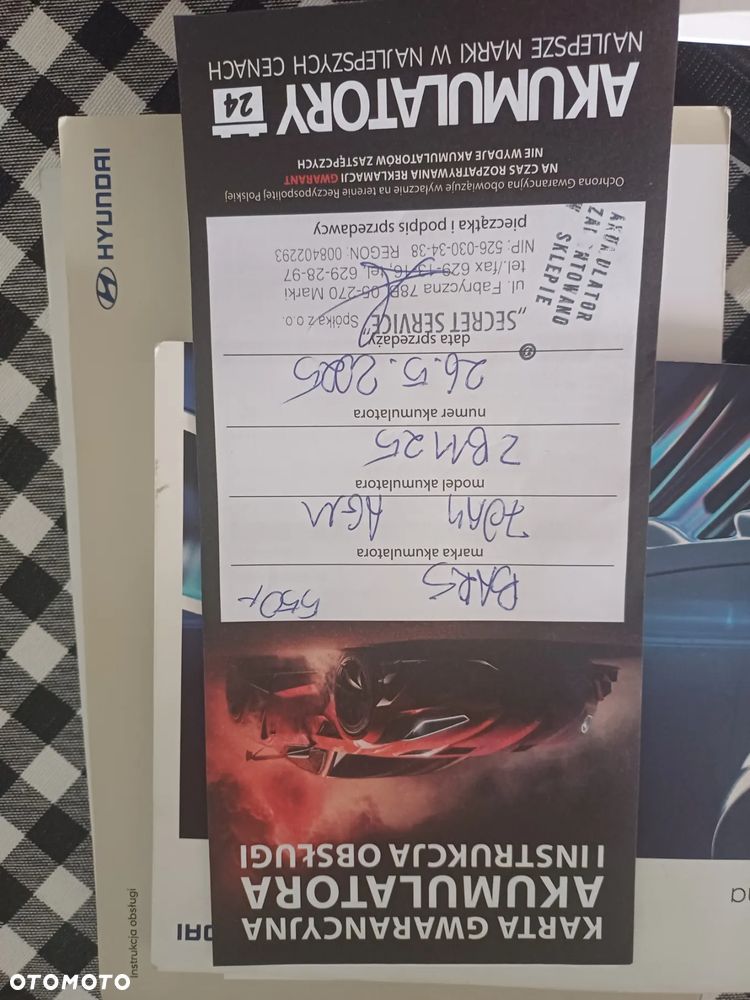 KARTA GWARANCYJNA
AKUMULATORA
I INSTRUKCJA OBSŁUGI
BARS
550,-
marka akumulatora
70AH AGM
model akumulatora
2BM25
numer akumulatora
26.5.2025
data sprzedaży
„SECRET SERVICE” Spółka z o.o.
ul. Fabryczna 78B, 05-270 Marki
tel./fax 629-13-16, tel. 629-28-97
NIP: 526-030-34-38 REGON: 008402293
pieczątka i podpis sprzedawcy
AKUMULATOR
W
SKLEPIE
Ochrona Gwarancyjna obowiązuje wyłącznie na terenie Rzeczypospolitej Polskiej
NA CZAS ROZPATRYWANIA REKLAMACJI GWARANT
NIE WYDAJE AKUMULATORÓW ZASTĘPCZYCH
AKUMULATORY 24
NAJLEPSZE MARKI W NAJLEPSZYCH CENACH
HYUNDAI
Instrukcja obsługi
OTOMOTO